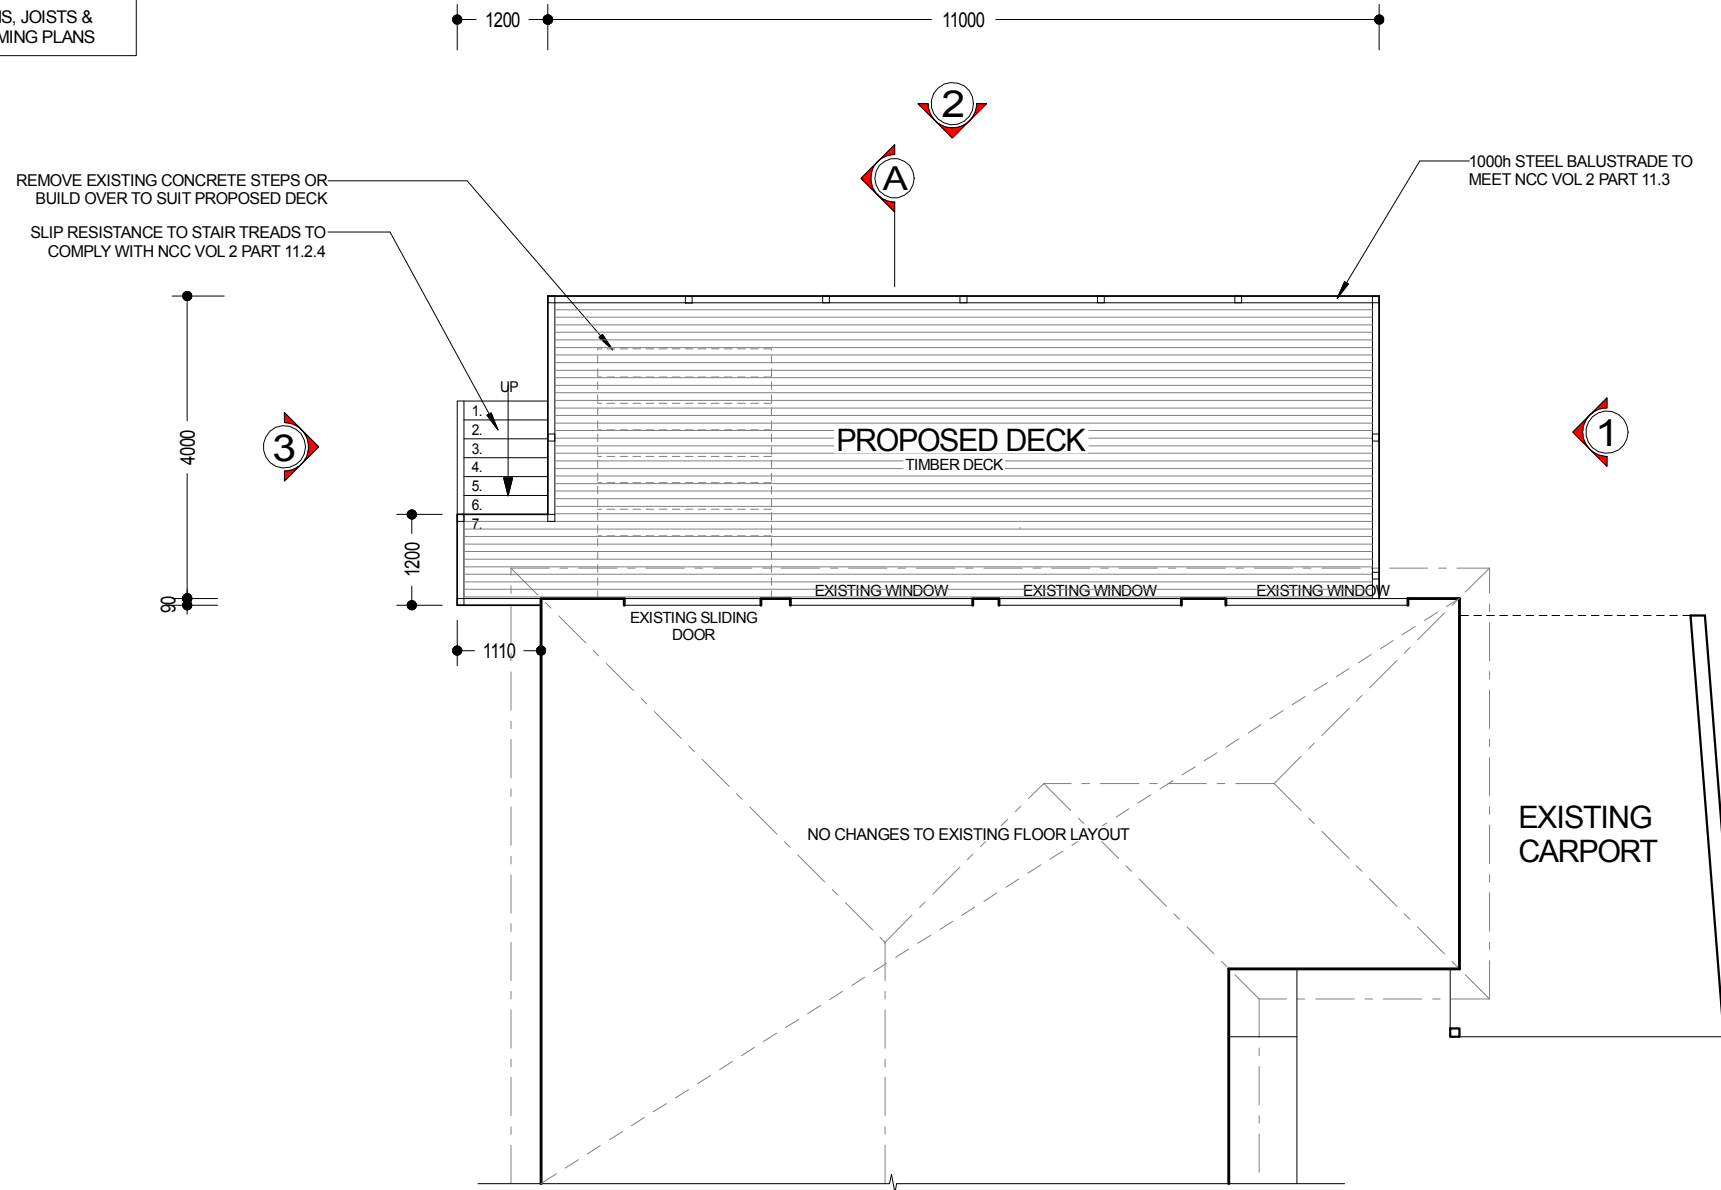 JOISTS &
PLANS
1200
11000
2
A
REMOVE EXISTING CONCRETE STEPS OR
BUILD OVER TO SUIT PROPOSED DECK
1000h STEEL BALUSTRADE TO
MEET NCC VOL 2 PART 11.3
SLIP RESISTANCE TO STAIR TREADS TO
COMPLY WITH NCC VOL 2 PART 11.2.4
UP
1.
2.
3.
4.
5.
6.
7.
4000
3
PROPOSED DECK
TIMBER DECK
1
1200
90
EXISTING WINDOW
EXISTING WINDOW
EXISTING WINDOW
EXISTING SLIDING
DOOR
1110
NO CHANGES TO EXISTING FLOOR LAYOUT
EXISTING
CARPORT